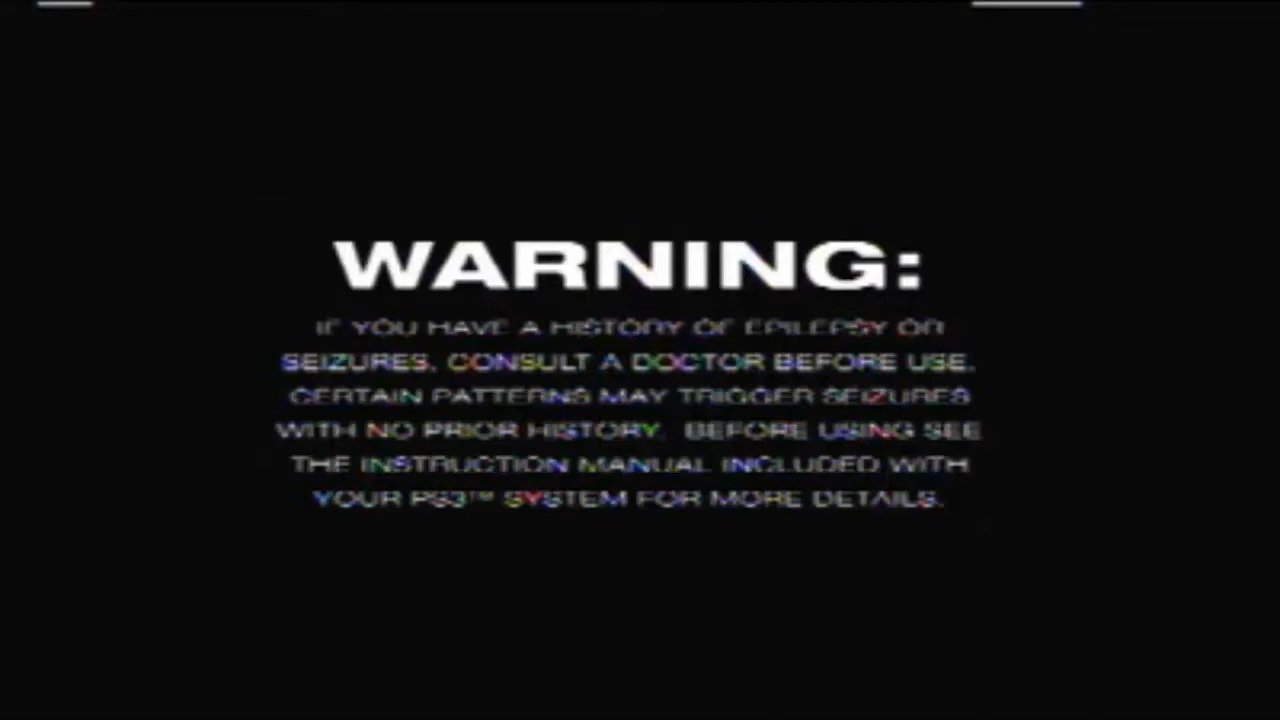 WARNING:
IF YOU HAVE A HISTORY OF EPILEPSY OR
SEIZURES, CONSULT A DOCTOR BEFORE USE.
CERTAIN PATTERNS MAY TRIGGER SEIZURES
WITH NO PRIOR HISTORY. BEFORE USING SEE
THE INSTRUCTION MANUAL INCLUDED WITH
YOUR PS3™ SYSTEM FOR MORE DETAILS.